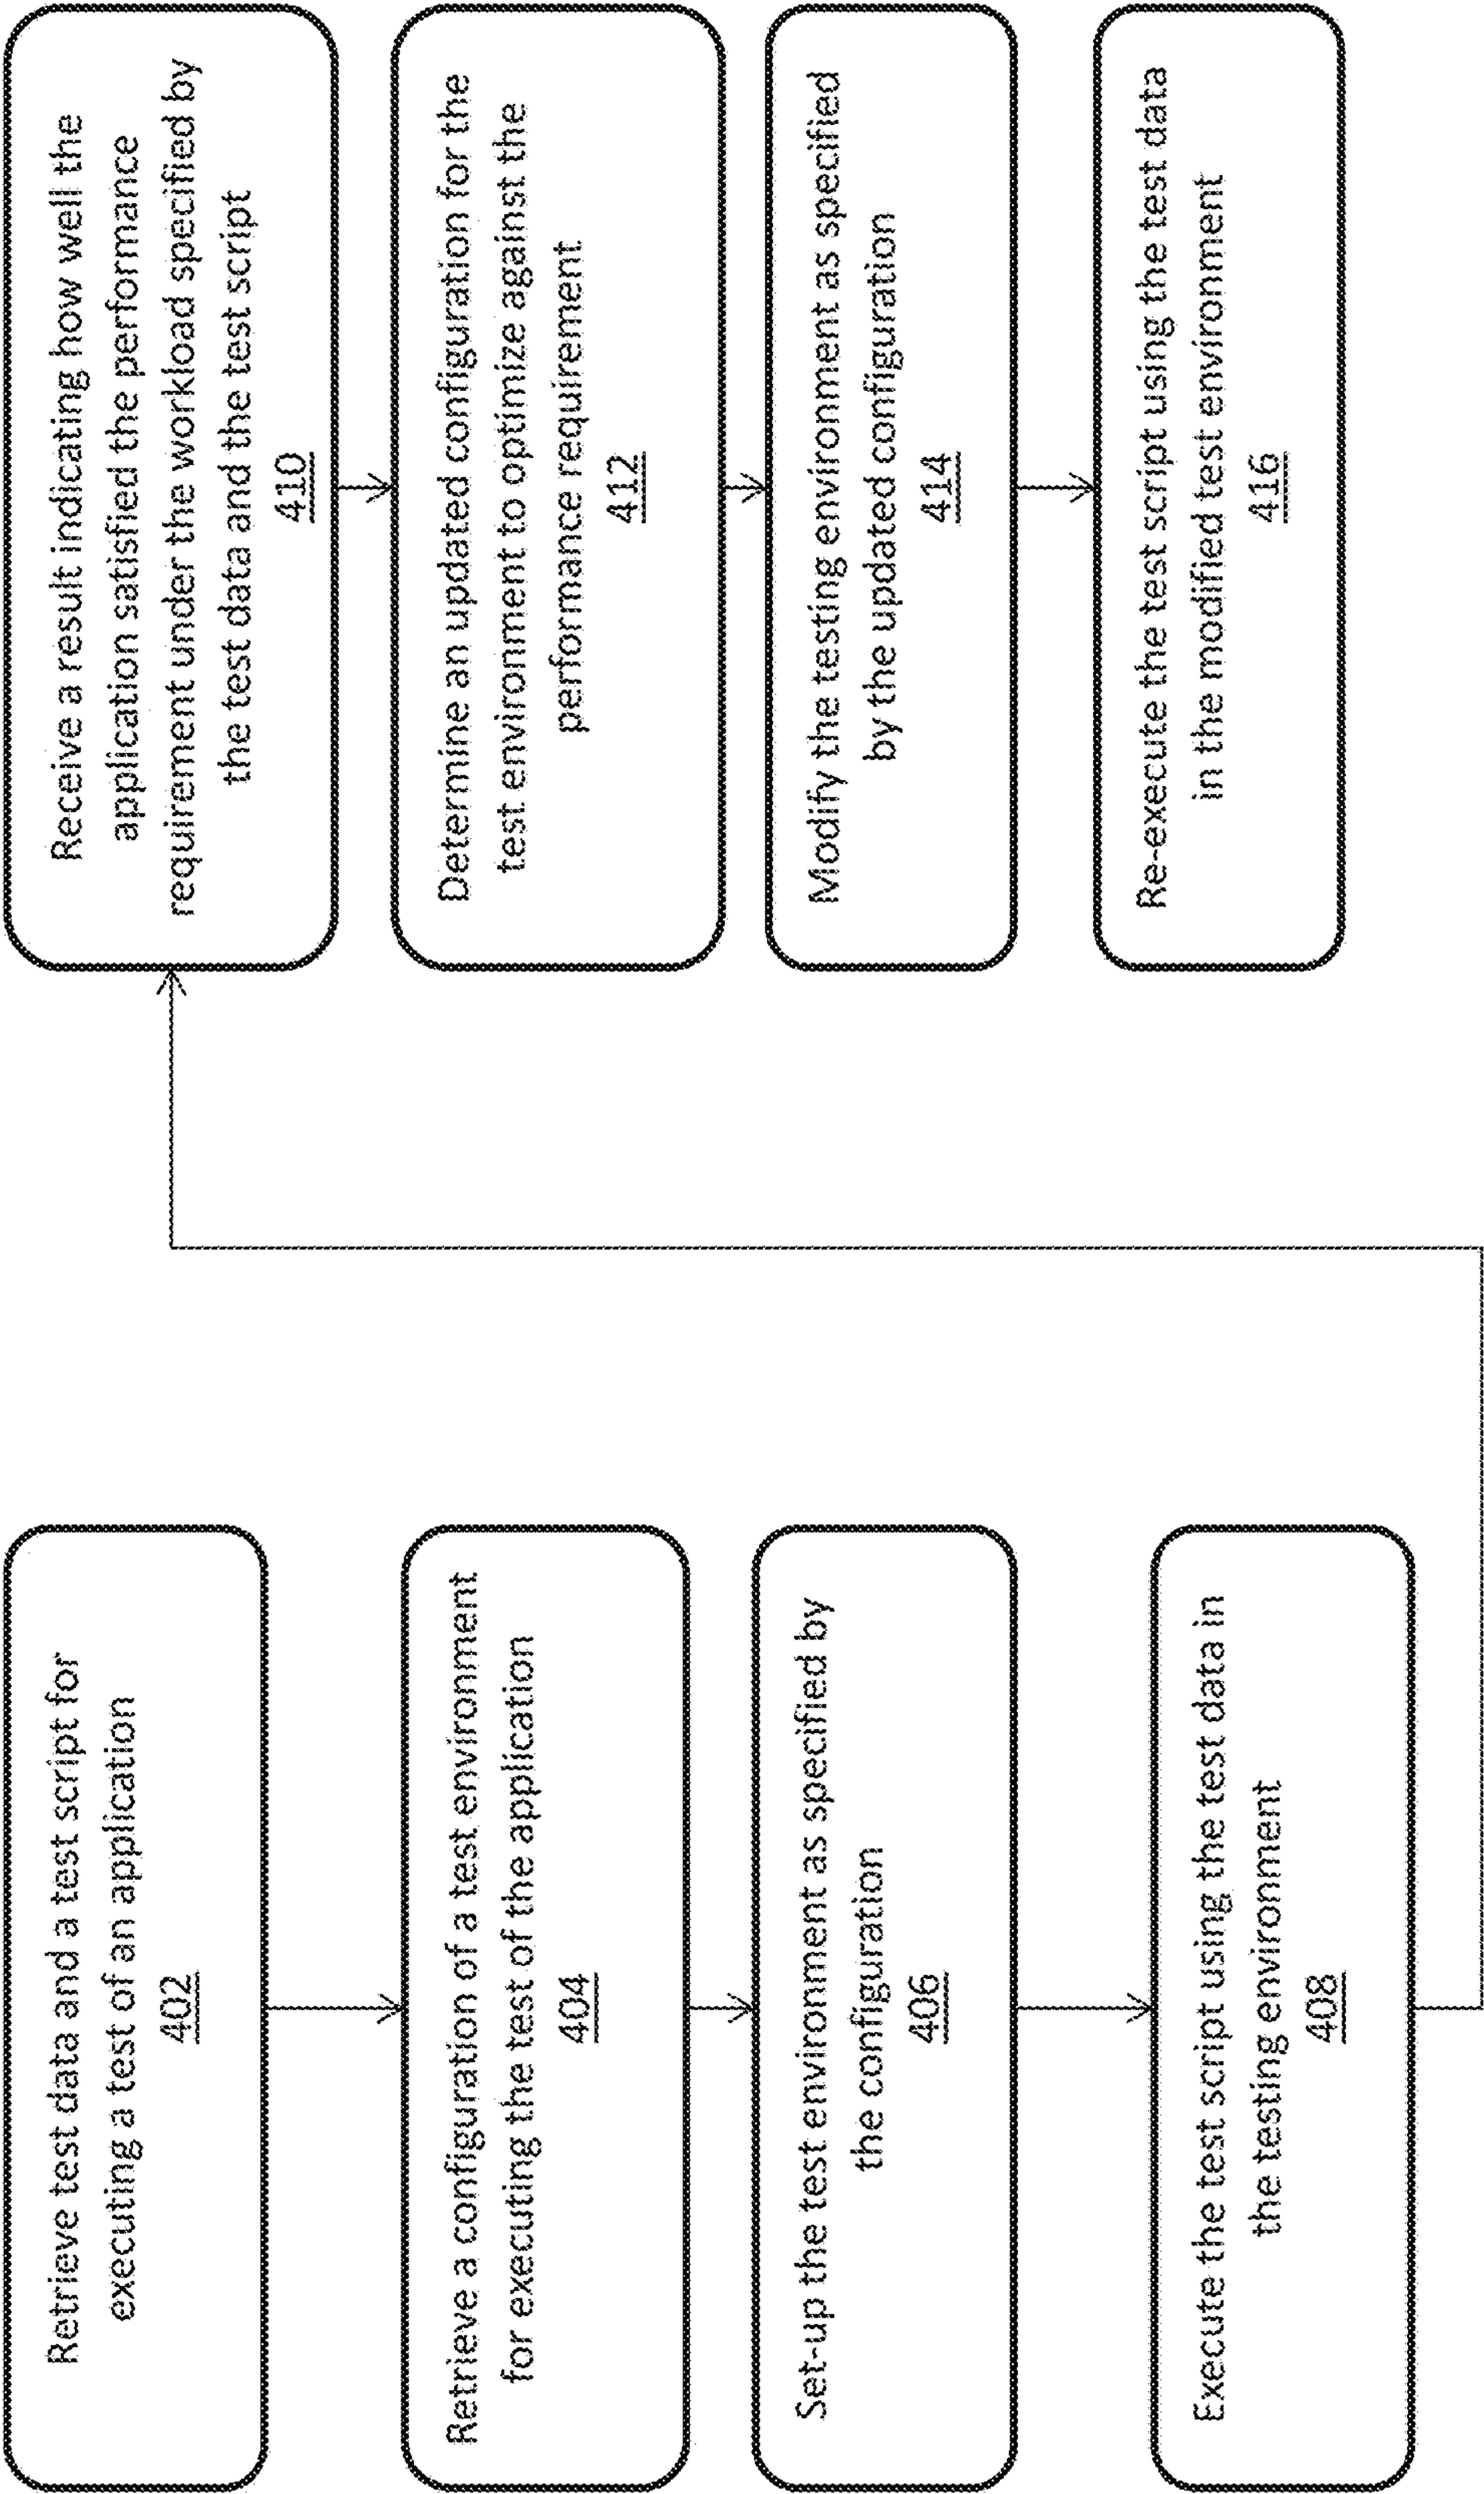 Retrieve test data and a test script for
executing a test of an application
402
Retrieve a configuration of a test environment
for executing the test of the application
404
Set-up the test environment as specified by
the configuration
406
Execute the test script using the test data in
the testing environment
408
Receive a result indicating how well the
application satisfied the performance
requirement under the workload specified by
the test data and the test script
410
Determine an updated configuration for the
test environment to optimize against the
performance requirement
412
Modify the testing environment as specified
by the updated configuration
414
Re-execute the test script using the test data
in the modified test environment
416